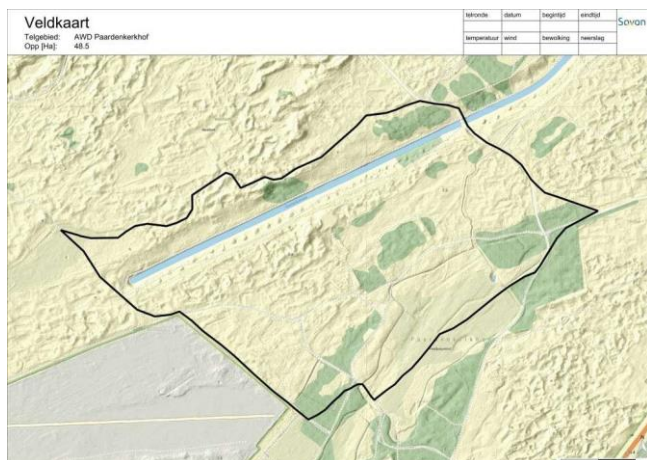 Veldkaart
Telgebied: AWD Paardenkerkhof
Opp [Ha]: 48.5
telronde datum begintijd eindtijd
temperatuur wind bewolking neerslag
Sovon